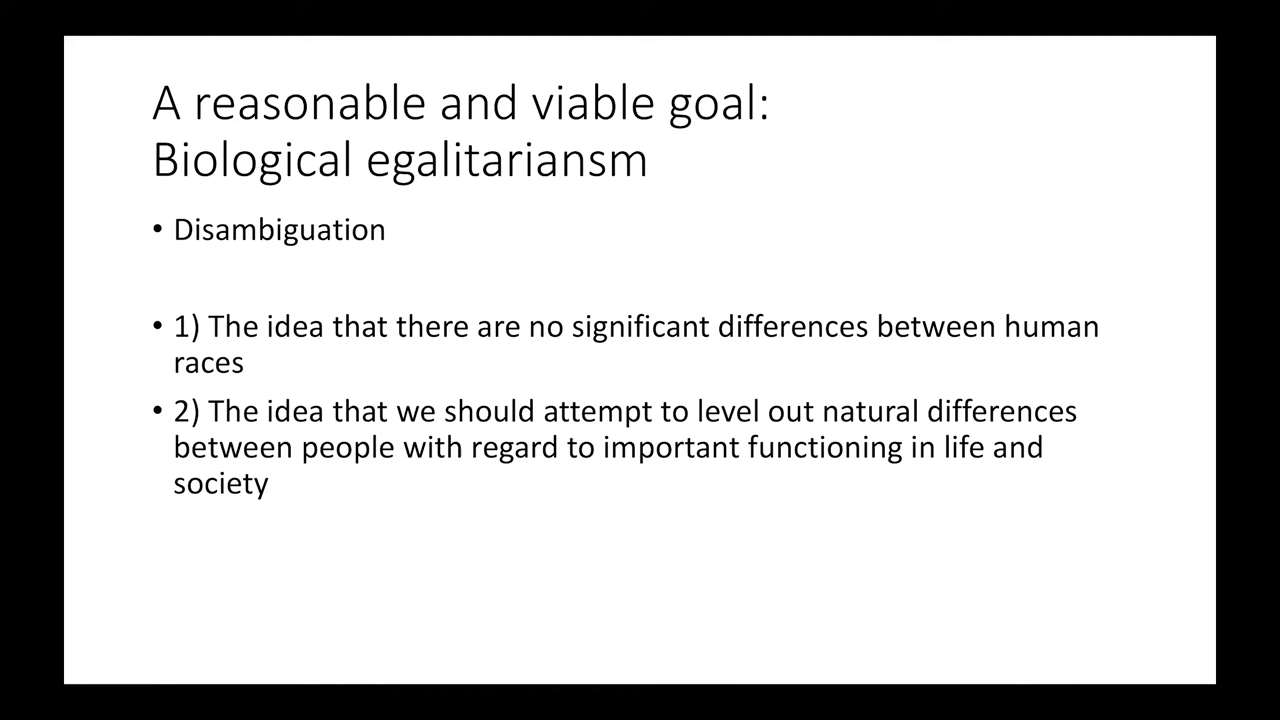 A reasonable and viable goal:
Biological egalitariansm
• Disambiguation
• 1) The idea that there are no significant differences between human
races
• 2) The idea that we should attempt to level out natural differences
between people with regard to important functioning in life and
society